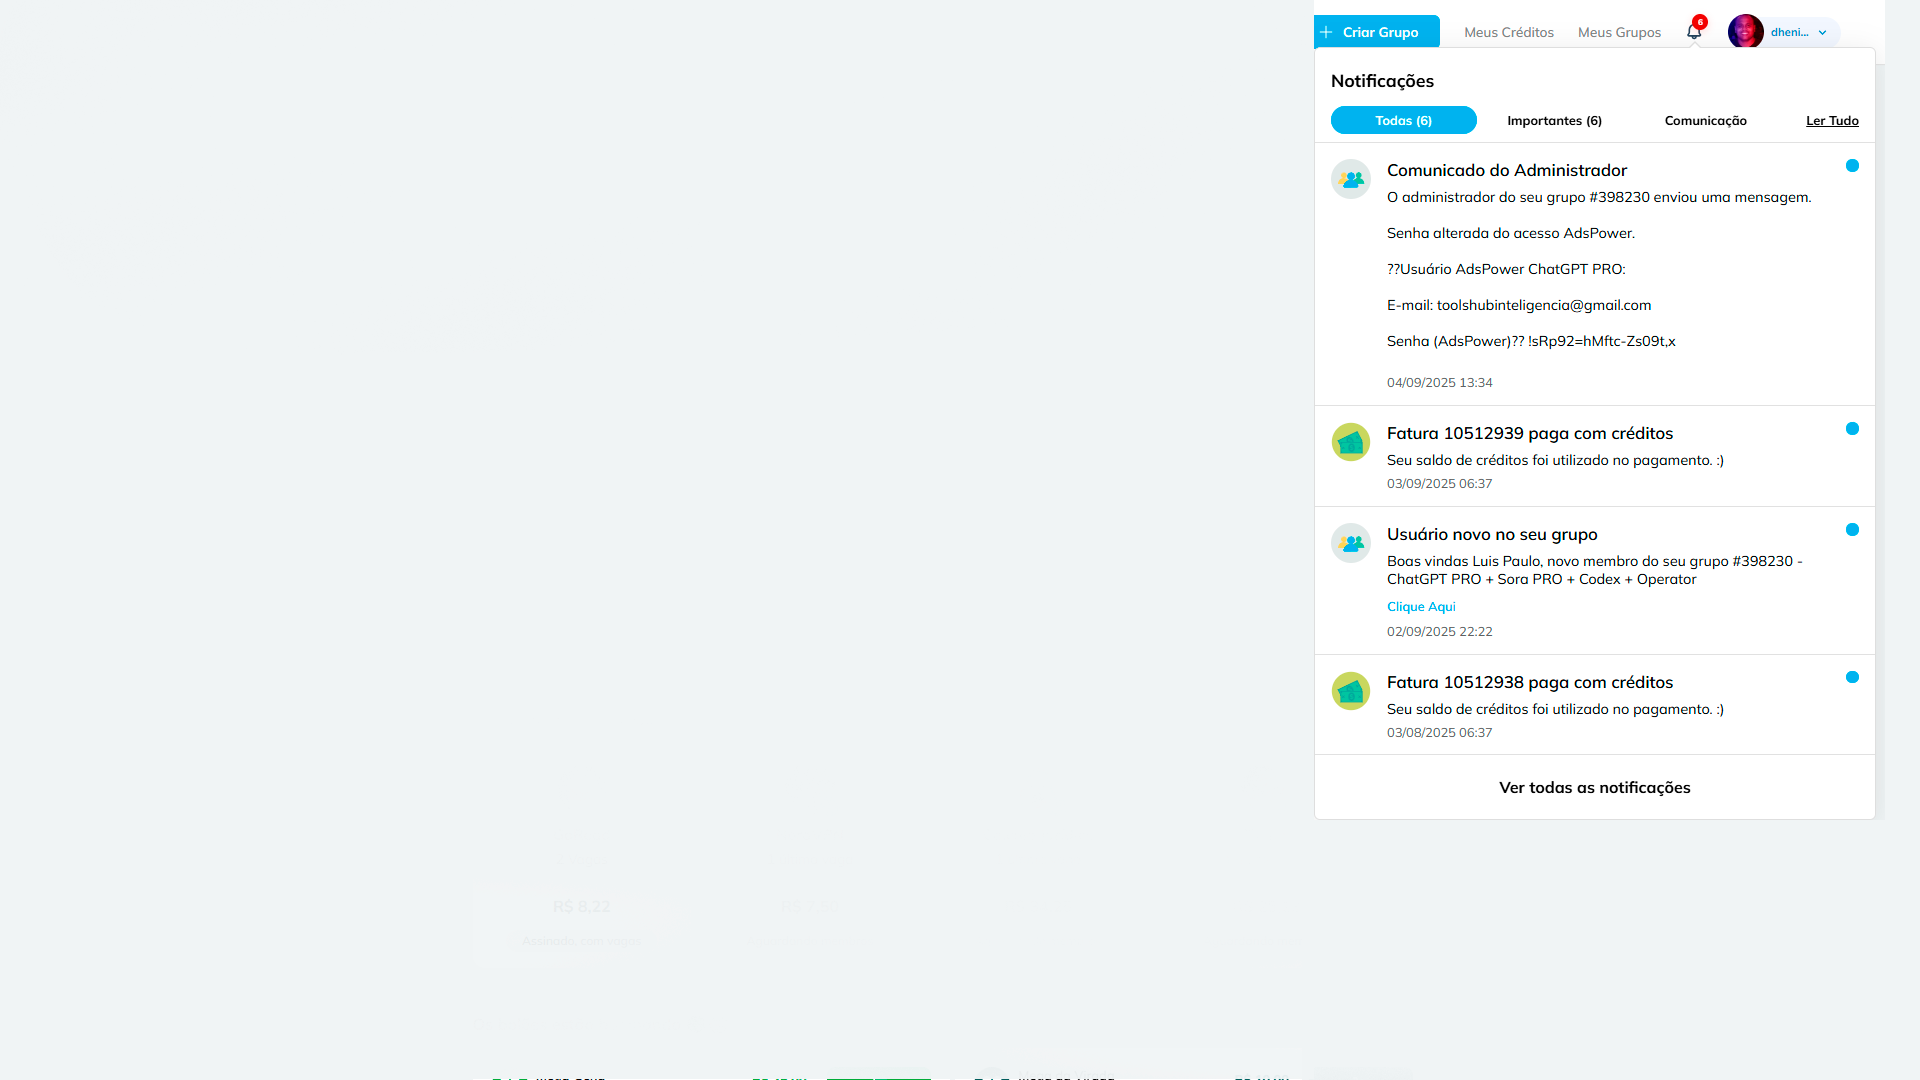 Criar Grupo
Meus Créditos
Meus Grupos
6
dheni...
Notificações
Todas (6)
Importantes (6)
Comunicação
Ler Tudo
Comunicado do Administrador
O administrador do seu grupo #398230 enviou uma mensagem.
Senha alterada do acesso AdsPower.
??Usuário AdsPower ChatGPT PRO:
E-mail: toolshubinteligencia@gmail.com
Senha (AdsPower)?? !sRp92=hMftc-Zs09t,x
04/09/2025 13:34
Fatura 10512939 paga com créditos
Seu saldo de créditos foi utilizado no pagamento. :)
03/09/2025 06:37
Usuário novo no seu grupo
Boas vindas Luis Paulo, novo membro do seu grupo #398230 -
ChatGPT PRO + Sora PRO + Codex + Operator
Clique Aqui
02/09/2025 22:22
Fatura 10512938 paga com créditos
Seu saldo de créditos foi utilizado no pagamento. :)
03/08/2025 06:37
Ver todas as notificações
R$ 8,22